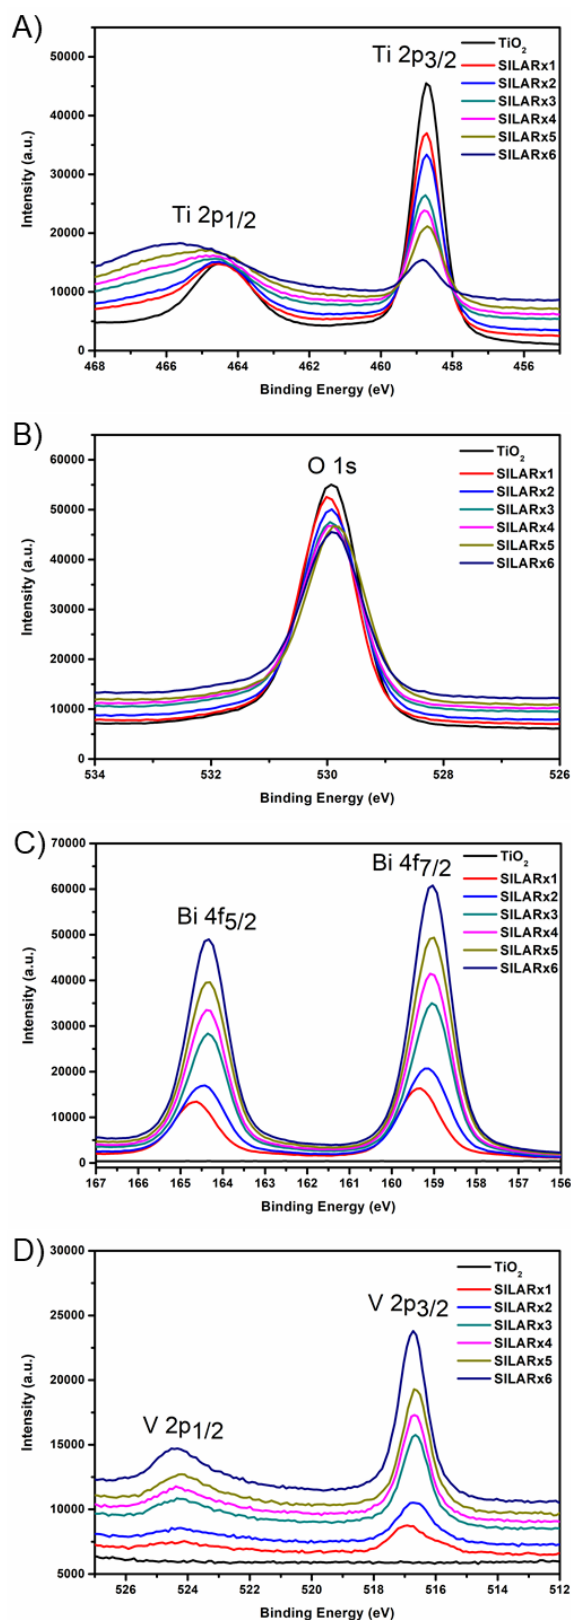 A)
Ti 2p3/2
Ti 2p1/2
TiO2
SILARx1
SILARx2
SILARx3
SILARx4
SILARx5
SILARx6
Intensity (a.u.)
50000
40000
30000
20000
10000
0
468 466 464 462 460 458 456
Binding Energy (eV)
B)
O 1s
TiO2
SILARx1
SILARx2
SILARx3
SILARx4
SILARx5
SILARx6
Intensity (a.u.)
60000
50000
40000
30000
20000
10000
0
534 532 530 528 526
Binding Energy (eV)
C)
Bi 4f7/2
Bi 4f5/2
TiO2
SILARx1
SILARx2
SILARx3
SILARx4
SILARx5
SILARx6
Intensity (a.u.)
70000
60000
50000
40000
30000
20000
10000
0
167 166 165 164 163 162 161 160 159 158 157 156
Binding Energy (eV)
D)
V 2p3/2
V 2p1/2
TiO2
SILARx1
SILARx2
SILARx3
SILARx4
SILARx5
SILARx6
Intensity (a.u.)
30000
25000
20000
15000
10000
5000
526 524 522 520 518 516 514 512
Binding Energy (eV)